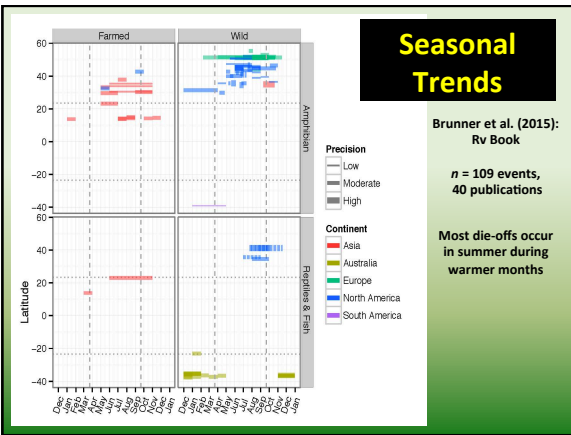 Seasonal
Trends
Brunner et al. (2015):
Rv Book
n = 109 events,
40 publications
Most die-offs occur
in summer during
warmer months
Farmed
Wild
60
40
20
0
−20
−40
Amphibian
60
40
20
0
−20
−40
Reptiles & Fish
Latitude
Dec Jan Feb Mar Apr May Jun Jul Aug Sep Oct Nov Dec Jan
Dec Jan Feb Mar Apr May Jun Jul Aug Sep Oct Nov Dec Jan
Precision
Low
Moderate
High
Continent
Asia
Australia
Europe
North America
South America